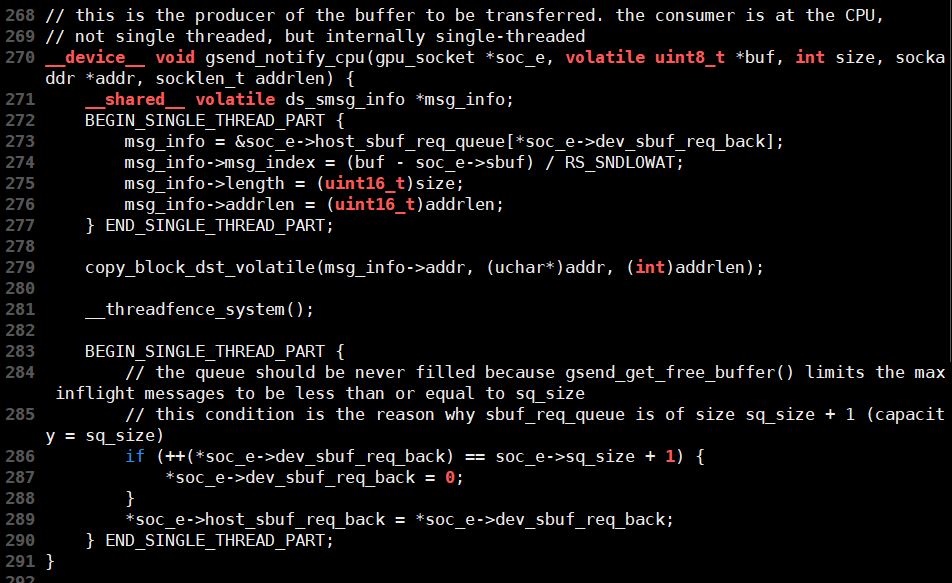 268 // this is the producer of the buffer to be transferred. the consumer is at the CPU,
269 // not single threaded, but internally single-threaded
270 __device__ void gsend_notify_cpu(gpu_socket *soc_e, volatile uint8_t *buf, int size, socka
ddr *addr, socklen_t addrlen) {
271     __shared__ volatile ds_smsg_info *msg_info;
272     BEGIN_SINGLE_THREAD_PART {
273         msg_info = &soc_e->host_sbuf_req_queue[*soc_e->dev_sbuf_req_back];
274         msg_info->msg_index = (buf - soc_e->sbuf) / RS_SNDLOWAT;
275         msg_info->length = (uint16_t)size;
276         msg_info->addrlen = (uint16_t)addrlen;
277     } END_SINGLE_THREAD_PART;
278
279     copy_block_dst_volatile(msg_info->addr, (uchar*)addr, (int)addrlen);
280
281     __threadfence_system();
282
283     BEGIN_SINGLE_THREAD_PART {
284         // the queue should be never filled because gsend_get_free_buffer() limits the max
 inflight messages to be less than or equal to sq_size
285         // this condition is the reason why sbuf_req_queue is of size sq_size + 1 (capacit
y = sq_size)
286         if (++(*soc_e->dev_sbuf_req_back) == soc_e->sq_size + 1) {
287             *soc_e->dev_sbuf_req_back = 0;
288         }
289         *soc_e->host_sbuf_req_back = *soc_e->dev_sbuf_req_back;
290     } END_SINGLE_THREAD_PART;
291 }
292